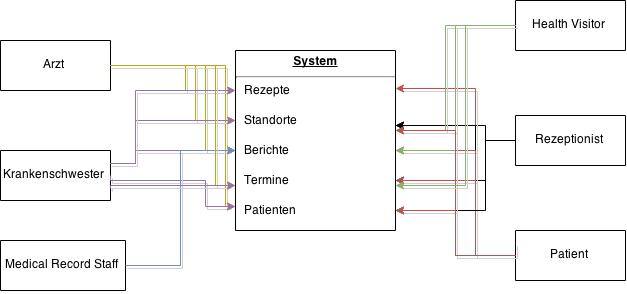 Health Visitor
Arzt
System
Rezepte
Standorte
Rezeptionist
Berichte
Krankenschwester
Termine
Patienten
Patient
Medical Record Staff